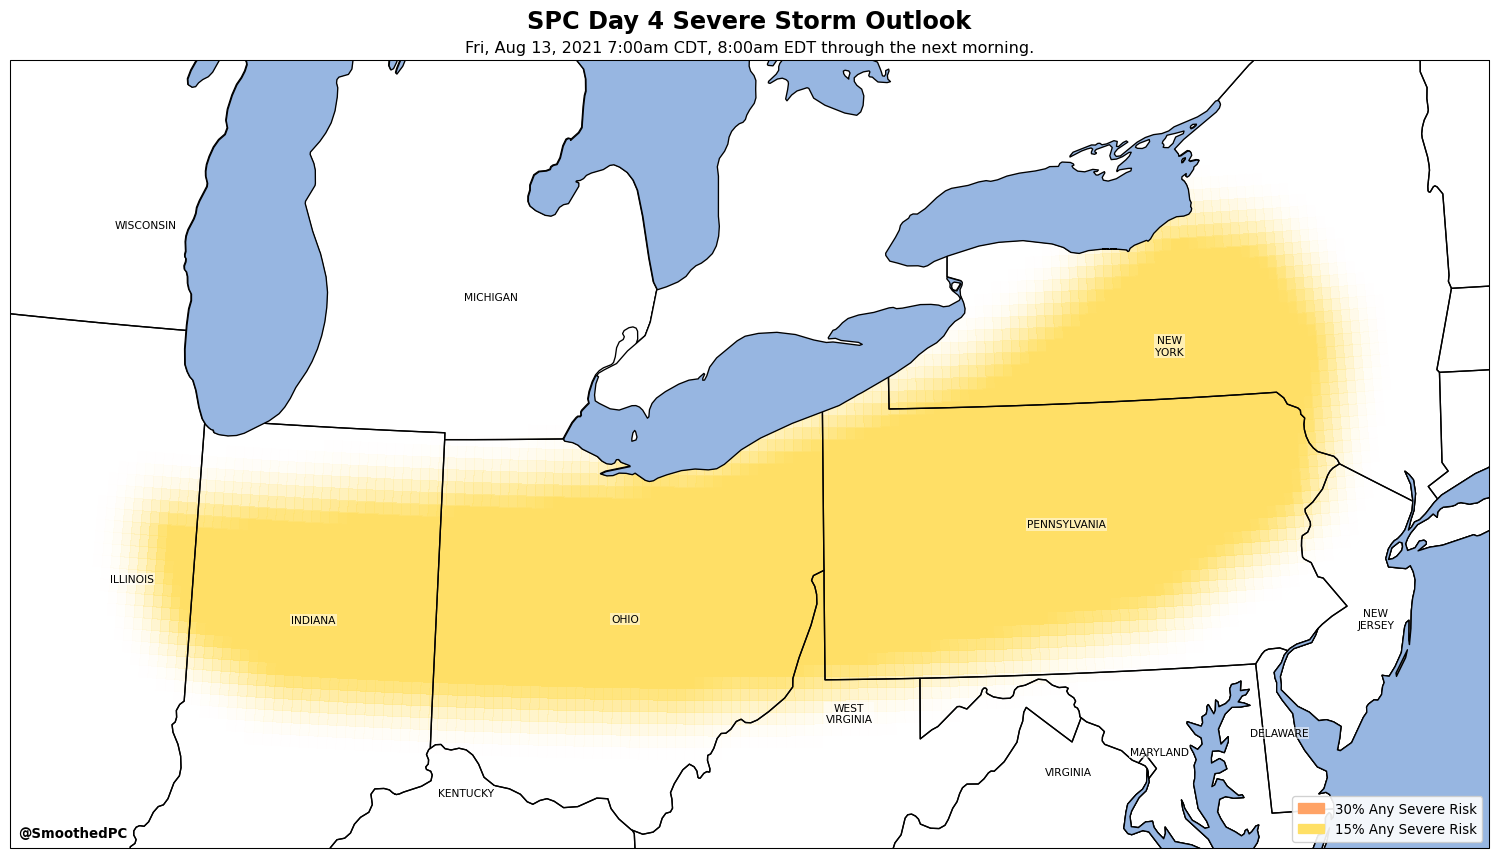 SPC Day 4 Severe Storm Outlook
Fri, Aug 13, 2021 7:00am CDT, 8:00am EDT through the next morning.
WISCONSIN
MICHIGAN
NEW
YORK
PENNSYLVANIA
ILLINOIS
INDIANA
OHIO
NEW
JERSEY
WEST
VIRGINIA
DELAWARE
MARYLAND
VIRGINIA
KENTUCKY
30% Any Severe Risk
15% Any Severe Risk
@SmoothedPC